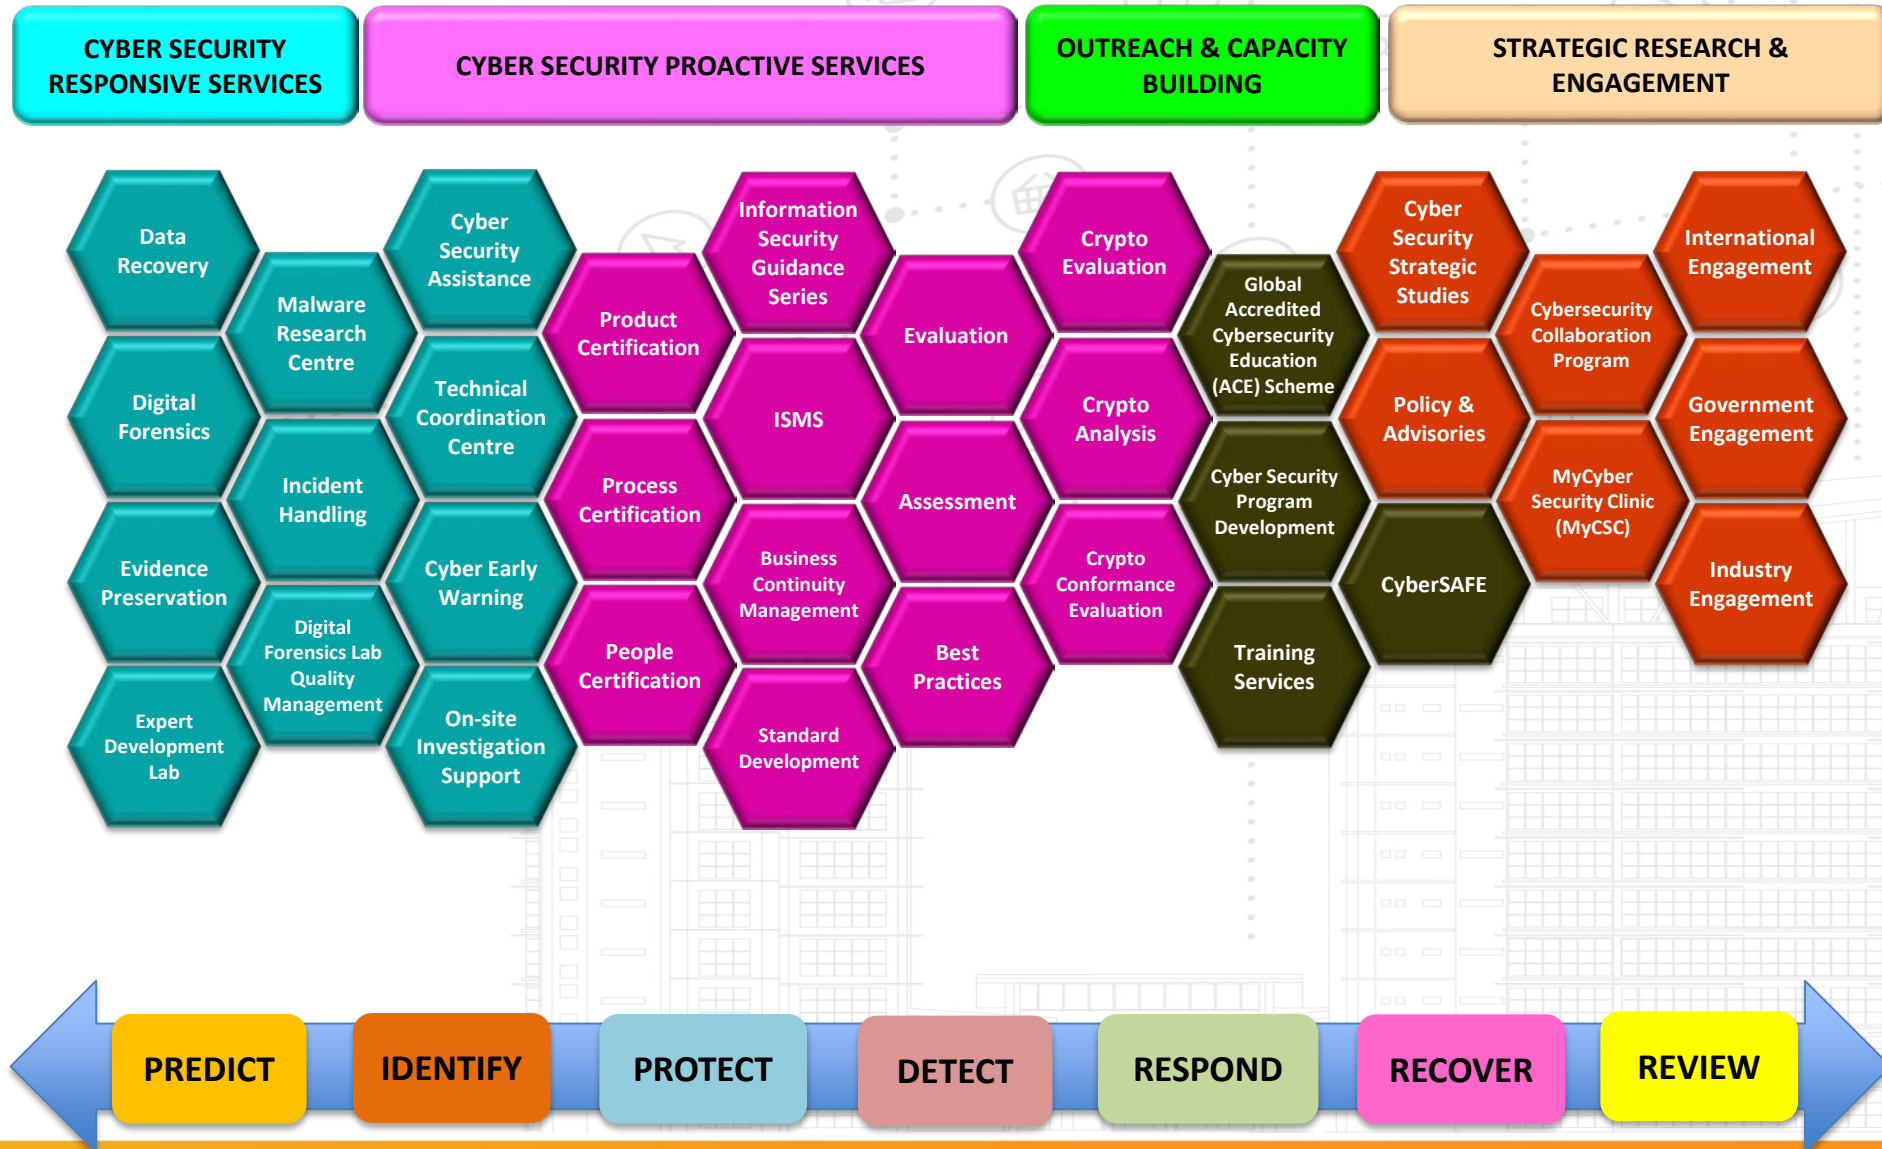 CYBER SECURITY
RESPONSIVE SERVICES
CYBER SECURITY PROACTIVE SERVICES
OUTREACH & CAPACITY
BUILDING
STRATEGIC RESEARCH &
ENGAGEMENT
Data
Recovery
Digital
Forensics
Evidence
Preservation
Expert
Development
Lab
Malware
Research
Centre
Incident
Handling
Digital
Forensics Lab
Quality
Management
Cyber
Security
Assistance
Technical
Coordination
Centre
Cyber Early
Warning
On-site
Investigation
Support
Product
Certification
Process
Certification
People
Certification
Information
Security
Guidance
Series
ISMS
Business
Continuity
Management
Standard
Development
Evaluation
Assessment
Best
Practices
Crypto
Evaluation
Crypto
Analysis
Crypto
Conformance
Evaluation
Global
Accredited
Cybersecurity
Education
(ACE) Scheme
Cyber Security
Program
Development
Training
Services
Cyber
Security
Strategic
Studies
Policy &
Advisories
CyberSAFE
Cybersecurity
Collaboration
Program
MyCyber
Security Clinic
(MyCSC)
International
Engagement
Government
Engagement
Industry
Engagement
PREDICT
IDENTIFY
PROTECT
DETECT
RESPOND
RECOVER
REVIEW